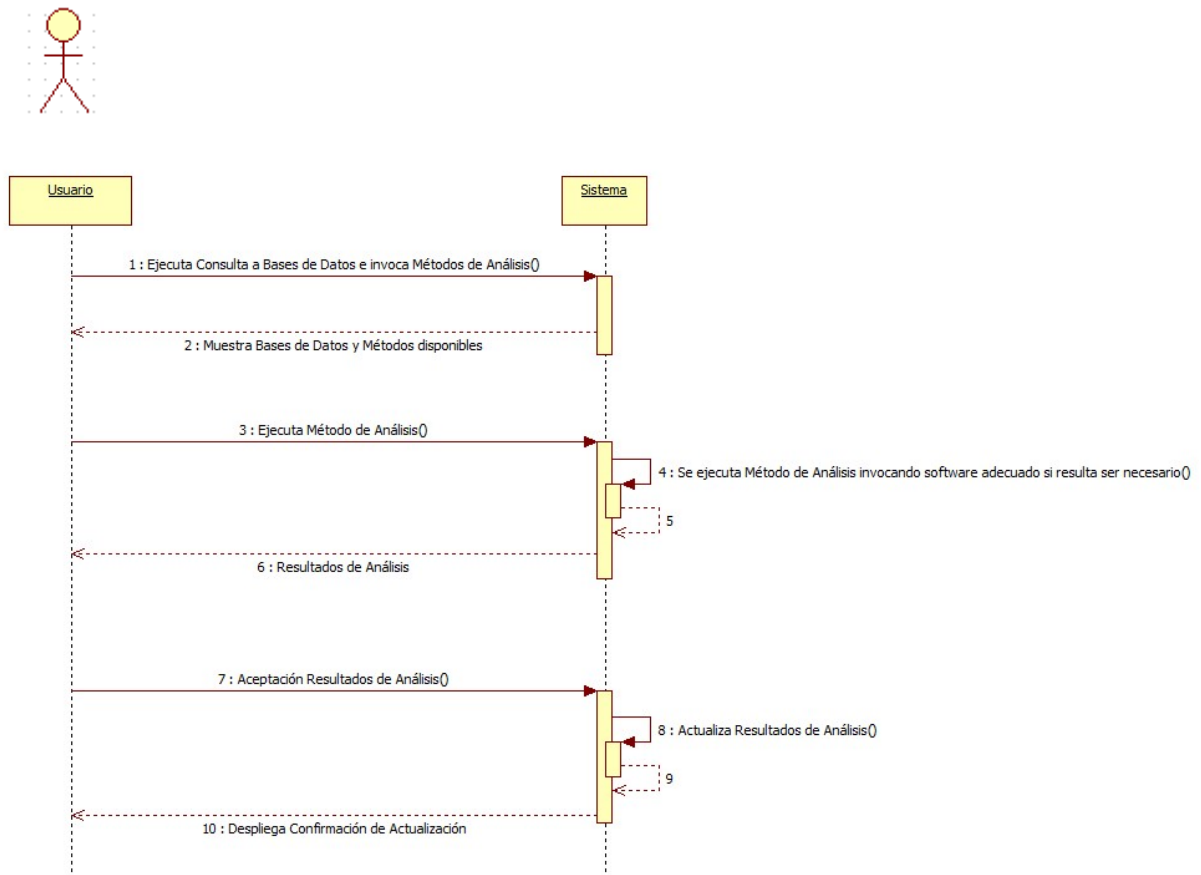 Usuario
Sistema
1 : Ejecuta Consulta a Bases de Datos e invoca Métodos de Análisis()
2 : Muestra Bases de Datos y Métodos disponibles
3 : Ejecuta Método de Análisis()
4 : Se ejecuta Método de Análisis invocando software adecuado si resulta ser necesario()
5
6 : Resultados de Análisis
7 : Aceptación Resultados de Análisis()
8 : Actualiza Resultados de Análisis()
9
10 : Despliega Confirmación de Actualización